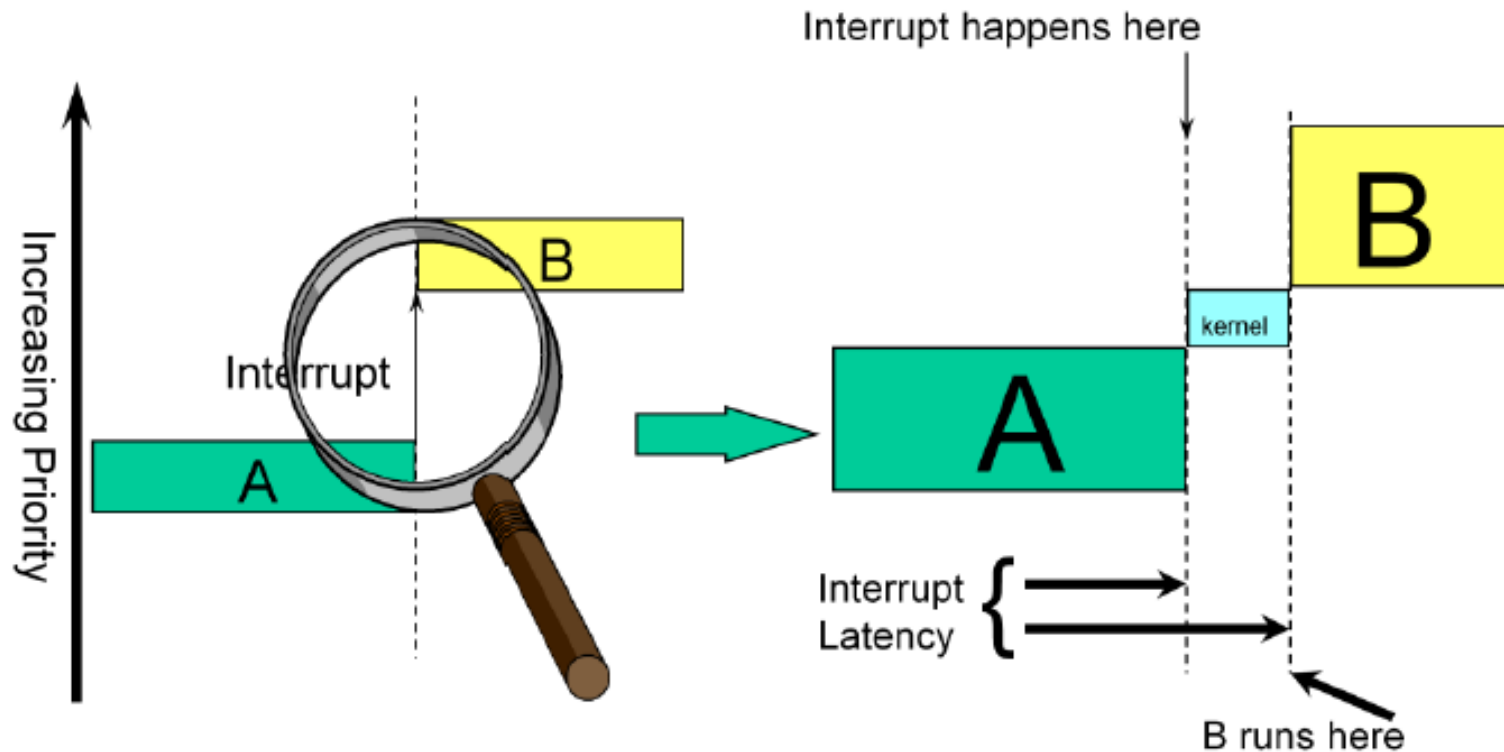 Interrupt happens here
Increasing Priority
B
Interrupt
A
B
kernel
A
Interrupt
Latency
B runs here